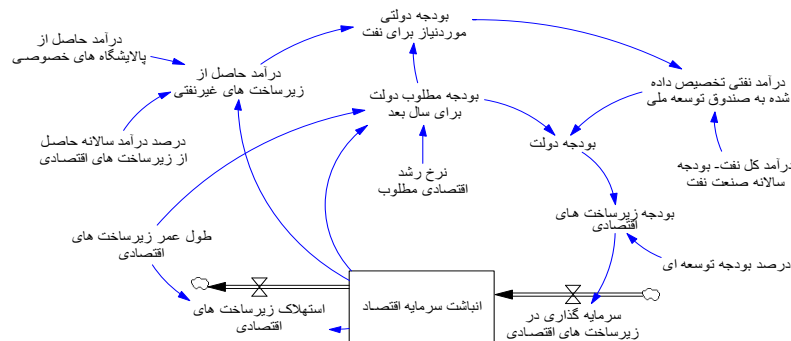 بودجه دولتی
موردنیاز برای نفت
درآمد حاصل از
پالایشگاه های خصوصی
درآمد حاصل از
زیرساخت های غیرنفتی
درآمد نفتی تخصیص داده
شده به صندوق توسعه ملی
بودجه مطلوب دولت
برای سال بعد
درصد درآمد سالانه حاصل
از زیرساخت های اقتصادی
بودجه دولت
نرخ رشد
اقتصادی مطلوب
درآمد کل نفت- بودجه
سالانه صنعت نفت
بودجه زیرساخت های
اقتصادی
طول عمر زیرساخت های
اقتصادی
درصد بودجه توسعه ای
انباشت سرمایه اقتصاد
استهلاک زیرساخت های
اقتصادی
سرمایه گذاری در
زیرساخت های اقتصادی